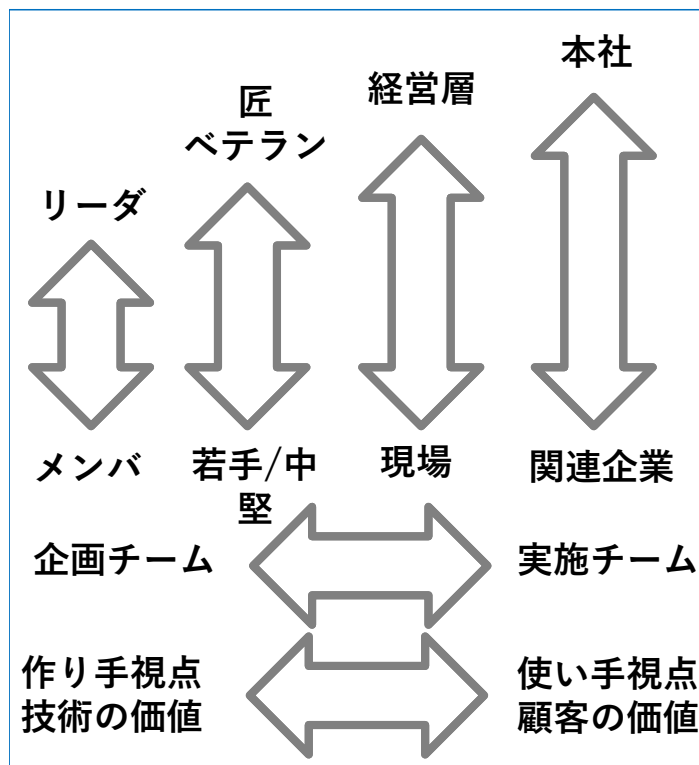 本社
経営層
匠
ベテラン
リーダ
メンバ
若手/中
堅
現場
関連企業
企画チーム
実施チーム
作り手視点
技術の価値
使い手視点
顧客の価値